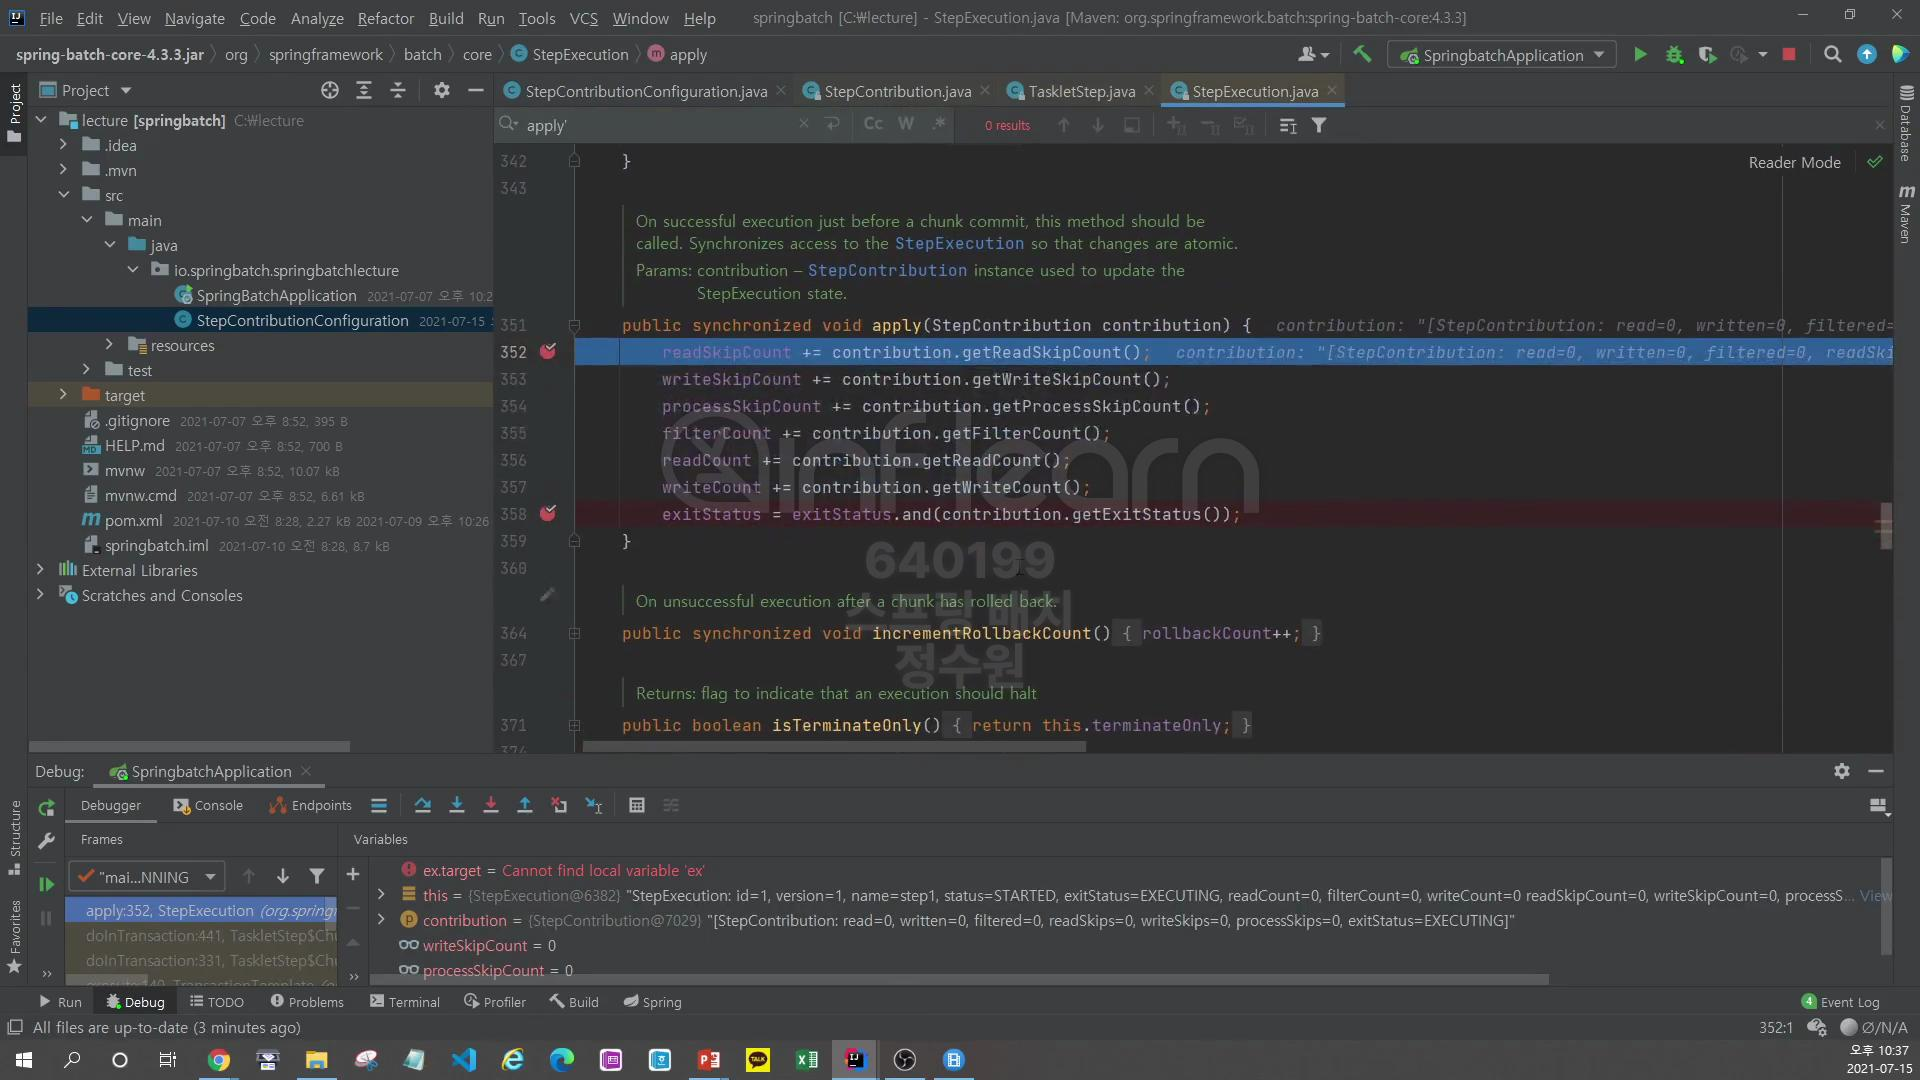 File Edit View Navigate Code Analyze Refactor Build Run Tools VCS Window Help springbatch [C:₩lecture] - StepExecution.java [Maven: org.springframework.batch:spring-batch-core:4.3.3]
spring-batch-core-4.3.3.jar org springframework batch core StepExecution apply SpringbatchApplication
Project
Project
StepContributionConfiguration.java StepContribution.java TaskletStep.java StepExecution.java
lecture [springbatch] C:₩lecture
apply' Cc W .* 0 results
.idea
.mvn
src
main
java
io.springbatch.springbatchlecture
SpringBatchApplication 2021-07-07 오후 10:2
StepContributionConfiguration 2021-07-15
resources
test
target
.gitignore 2021-07-07 오후 8:52, 395 B
HELP.md 2021-07-07 오후 8:52, 700 B
mvnw 2021-07-07 오후 8:52, 10.07 kB
mvnw.cmd 2021-07-07 오후 8:52, 6.61 kB
pom.xml 2021-07-10 오전 8:28, 2.27 kB 2021-07-09 오후 10:26
springbatch.iml 2021-07-10 오전 8:28, 8.7 kB
External Libraries
Scratches and Consoles
Reader Mode
342 }
343
On successful execution just before a chunk commit, this method should be
called. Synchronizes access to the StepExecution so that changes are atomic.
Params: contribution – StepContribution instance used to update the
StepExecution state.
351 public synchronized void apply(StepContribution contribution) { contribution: "[StepContribution: read=0, written=0, filtered=
352 readSkipCount += contribution.getReadSkipCount(); contribution: "[StepContribution: read=0, written=0, filtered=0, readSki
353 writeSkipCount += contribution.getWriteSkipCount();
354 processSkipCount += contribution.getProcessSkipCount();
355 filterCount += contribution.getFilterCount();
356 readCount += contribution.getReadCount();
357 writeCount += contribution.getWriteCount();
358 exitStatus = exitStatus.and(contribution.getExitStatus());
359 }
360
On unsuccessful execution after a chunk has rolled back.
364 public synchronized void incrementRollbackCount() { rollbackCount++; }
367
Returns: flag to indicate that an execution should halt
371 public boolean isTerminateOnly() { return this.terminateOnly; }
374
inflearn
640199
스프링 배치
정수원
Database
Maven
Structure
Favorites
Debug: SpringbatchApplication
Debugger Console Endpoints
Frames Variables
"mai...NNING
apply:352, StepExecution (org.springf
doInTransaction:441, TaskletStep$Chu
doInTransaction:331, TaskletStep$Chu
execute:140, TransactionTemplate
ex.target = Cannot find local variable 'ex'
this = {StepExecution@6382} "StepExecution: id=1, version=1, name=step1, status=STARTED, exitStatus=EXECUTING, readCount=0, filterCount=0, writeCount=0 readSkipCount=0, writeSkipCount=0, processS... View
contribution = {StepContribution@7029} "[StepContribution: read=0, written=0, filtered=0, readSkips=0, writeSkips=0, processSkips=0, exitStatus=EXECUTING]"
writeSkipCount = 0
processSkipCount = 0
Run Debug TODO Problems Terminal Profiler Build Spring 4 Event Log
All files are up-to-date (3 minutes ago) 352:1 ∅/N/A
TALK
오후 10:37
2021-07-15